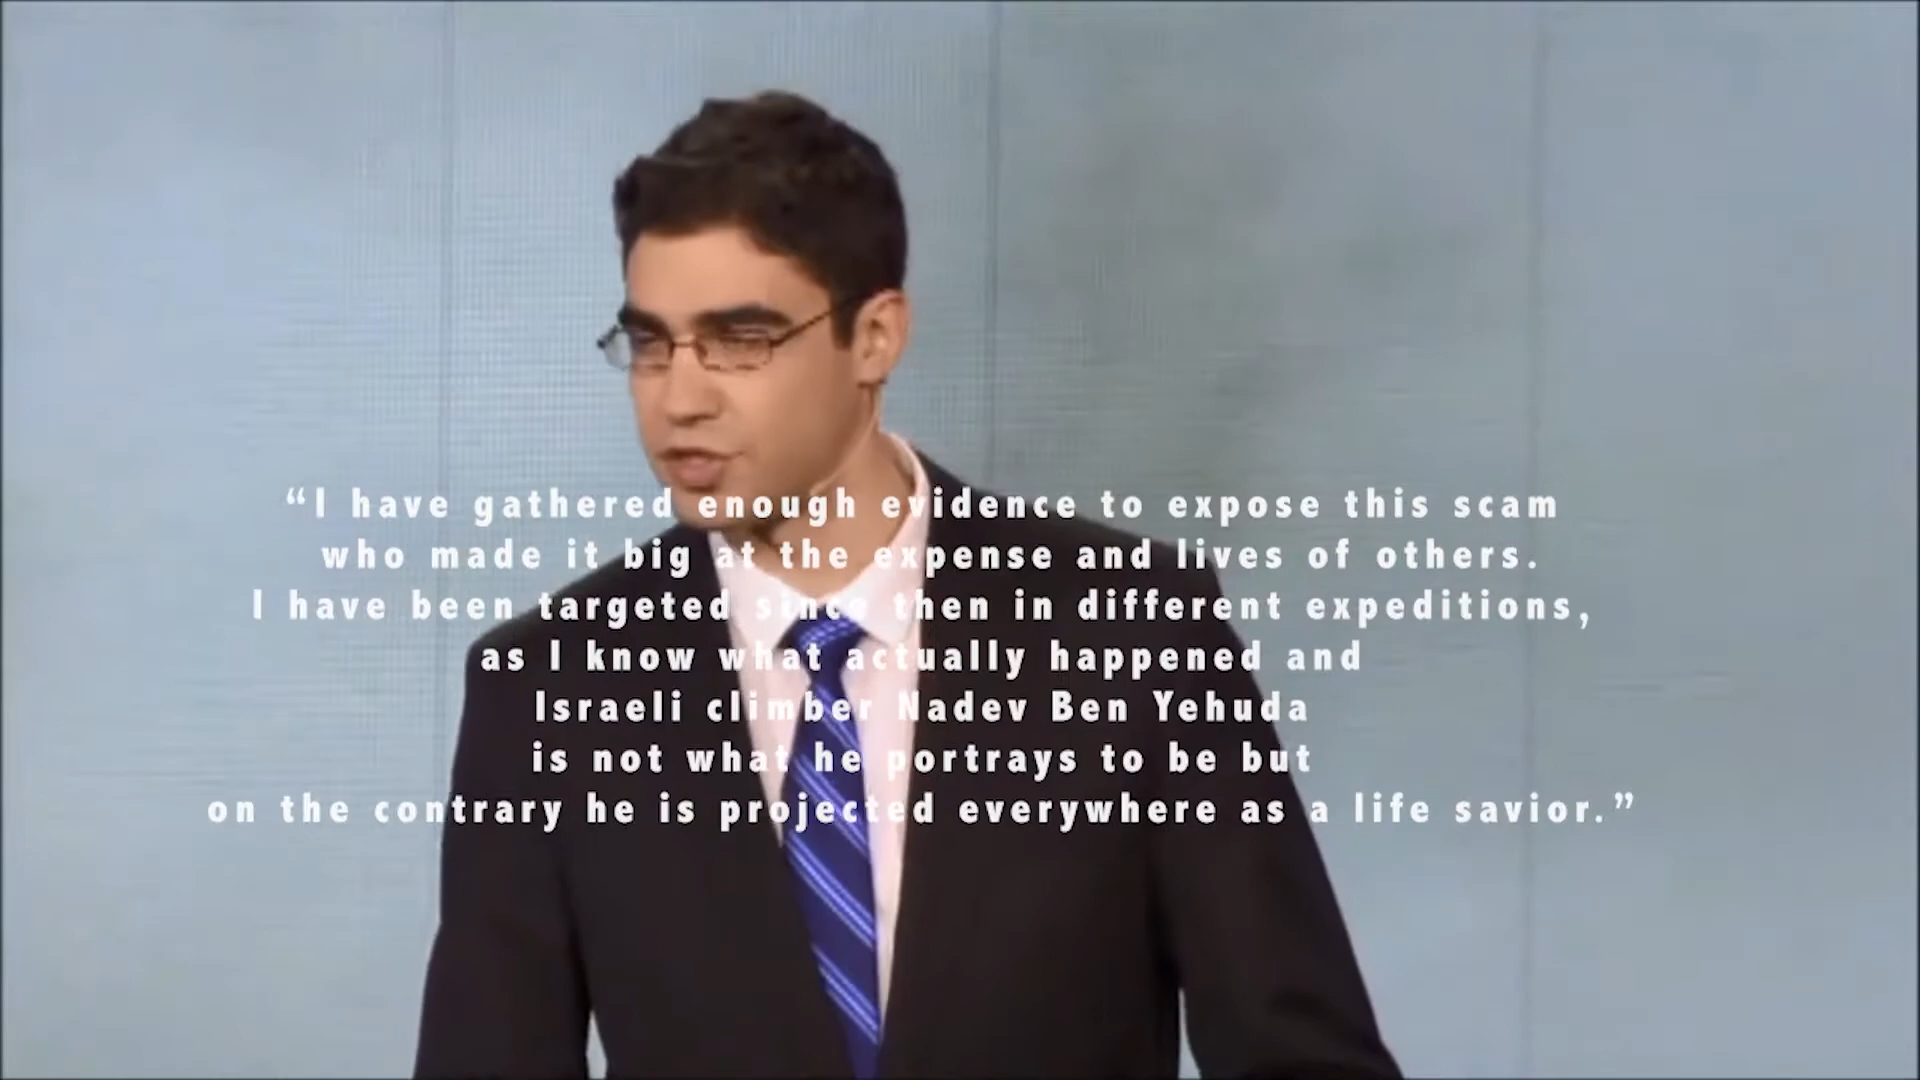 “I have gathered enough evidence to expose this scam
who made it big at the expense and lives of others.
I have been targeted since then in different expeditions,
as I know what actually happened and
Israeli climber Nadev Ben Yehuda
is not what he portrays to be but
on the contrary he is projected everywhere as a life savior.”